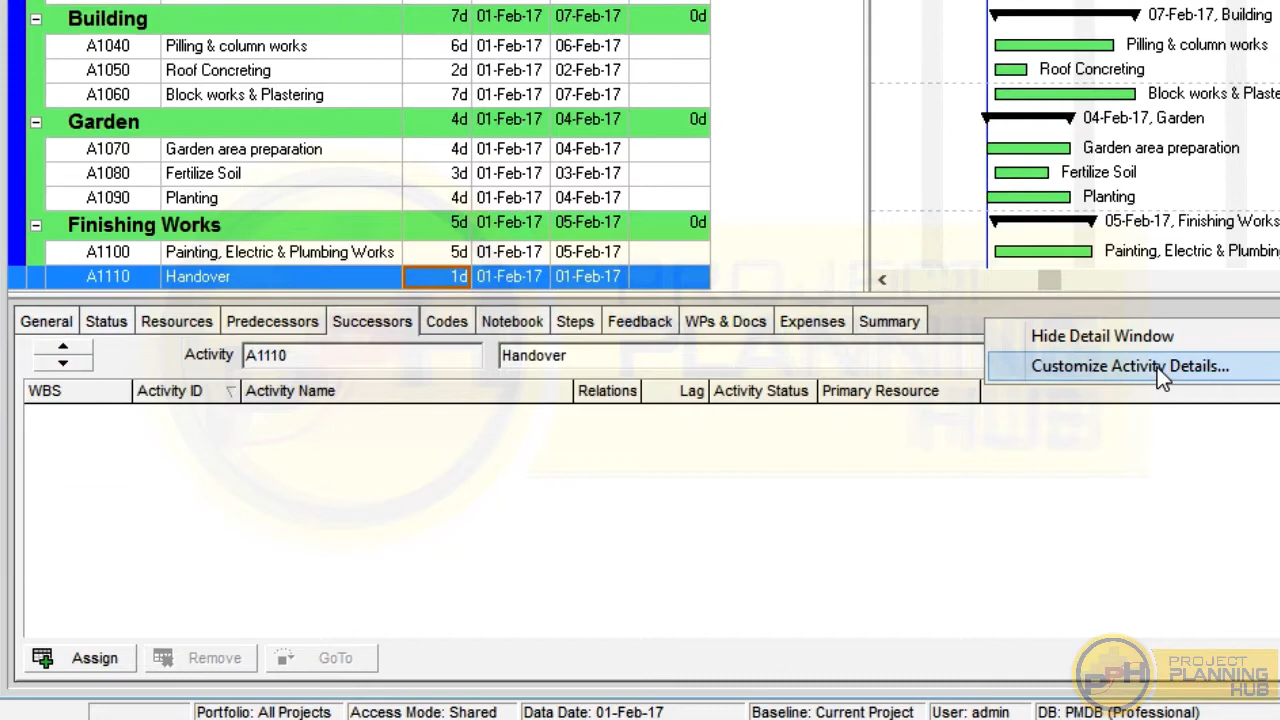 Building 7d 01-Feb-17 07-Feb-17 0d 07-Feb-17, Building
A1040 Pilling & column works 6d 01-Feb-17 06-Feb-17 Pilling & column works
A1050 Roof Concreting 2d 01-Feb-17 02-Feb-17 Roof Concreting
A1060 Block works & Plastering 7d 01-Feb-17 07-Feb-17 Block works & Plaste
Garden 4d 01-Feb-17 04-Feb-17 0d 04-Feb-17, Garden
A1070 Garden area preparation 4d 01-Feb-17 04-Feb-17 Garden area preparation
A1080 Fertilize Soil 3d 01-Feb-17 03-Feb-17 Fertilize Soil
A1090 Planting 4d 01-Feb-17 04-Feb-17 Planting
Finishing Works 5d 01-Feb-17 05-Feb-17 0d 05-Feb-17, Finishing Works
A1100 Painting, Electric & Plumbing Works 5d 01-Feb-17 05-Feb-17 Painting, Electric & Plumbing
A1110 Handover 1d 01-Feb-17 01-Feb-17
General Status Resources Predecessors Successors Codes Notebook Steps Feedback WPs & Docs Expenses Summary
Hide Detail Window
Activity A1110 Handover
Customize Activity Details...
WBS Activity ID Activity Name Relations Lag Activity Status Primary Resource
PROJECT
PLANNING
HUB
Assign Remove GoTo
PPH PROJECT
PLANNING
HUB
Portfolio: All Projects Access Mode: Shared Data Date: 01-Feb-17 Baseline: Current Project User: admin DB: PMDB (Professional)